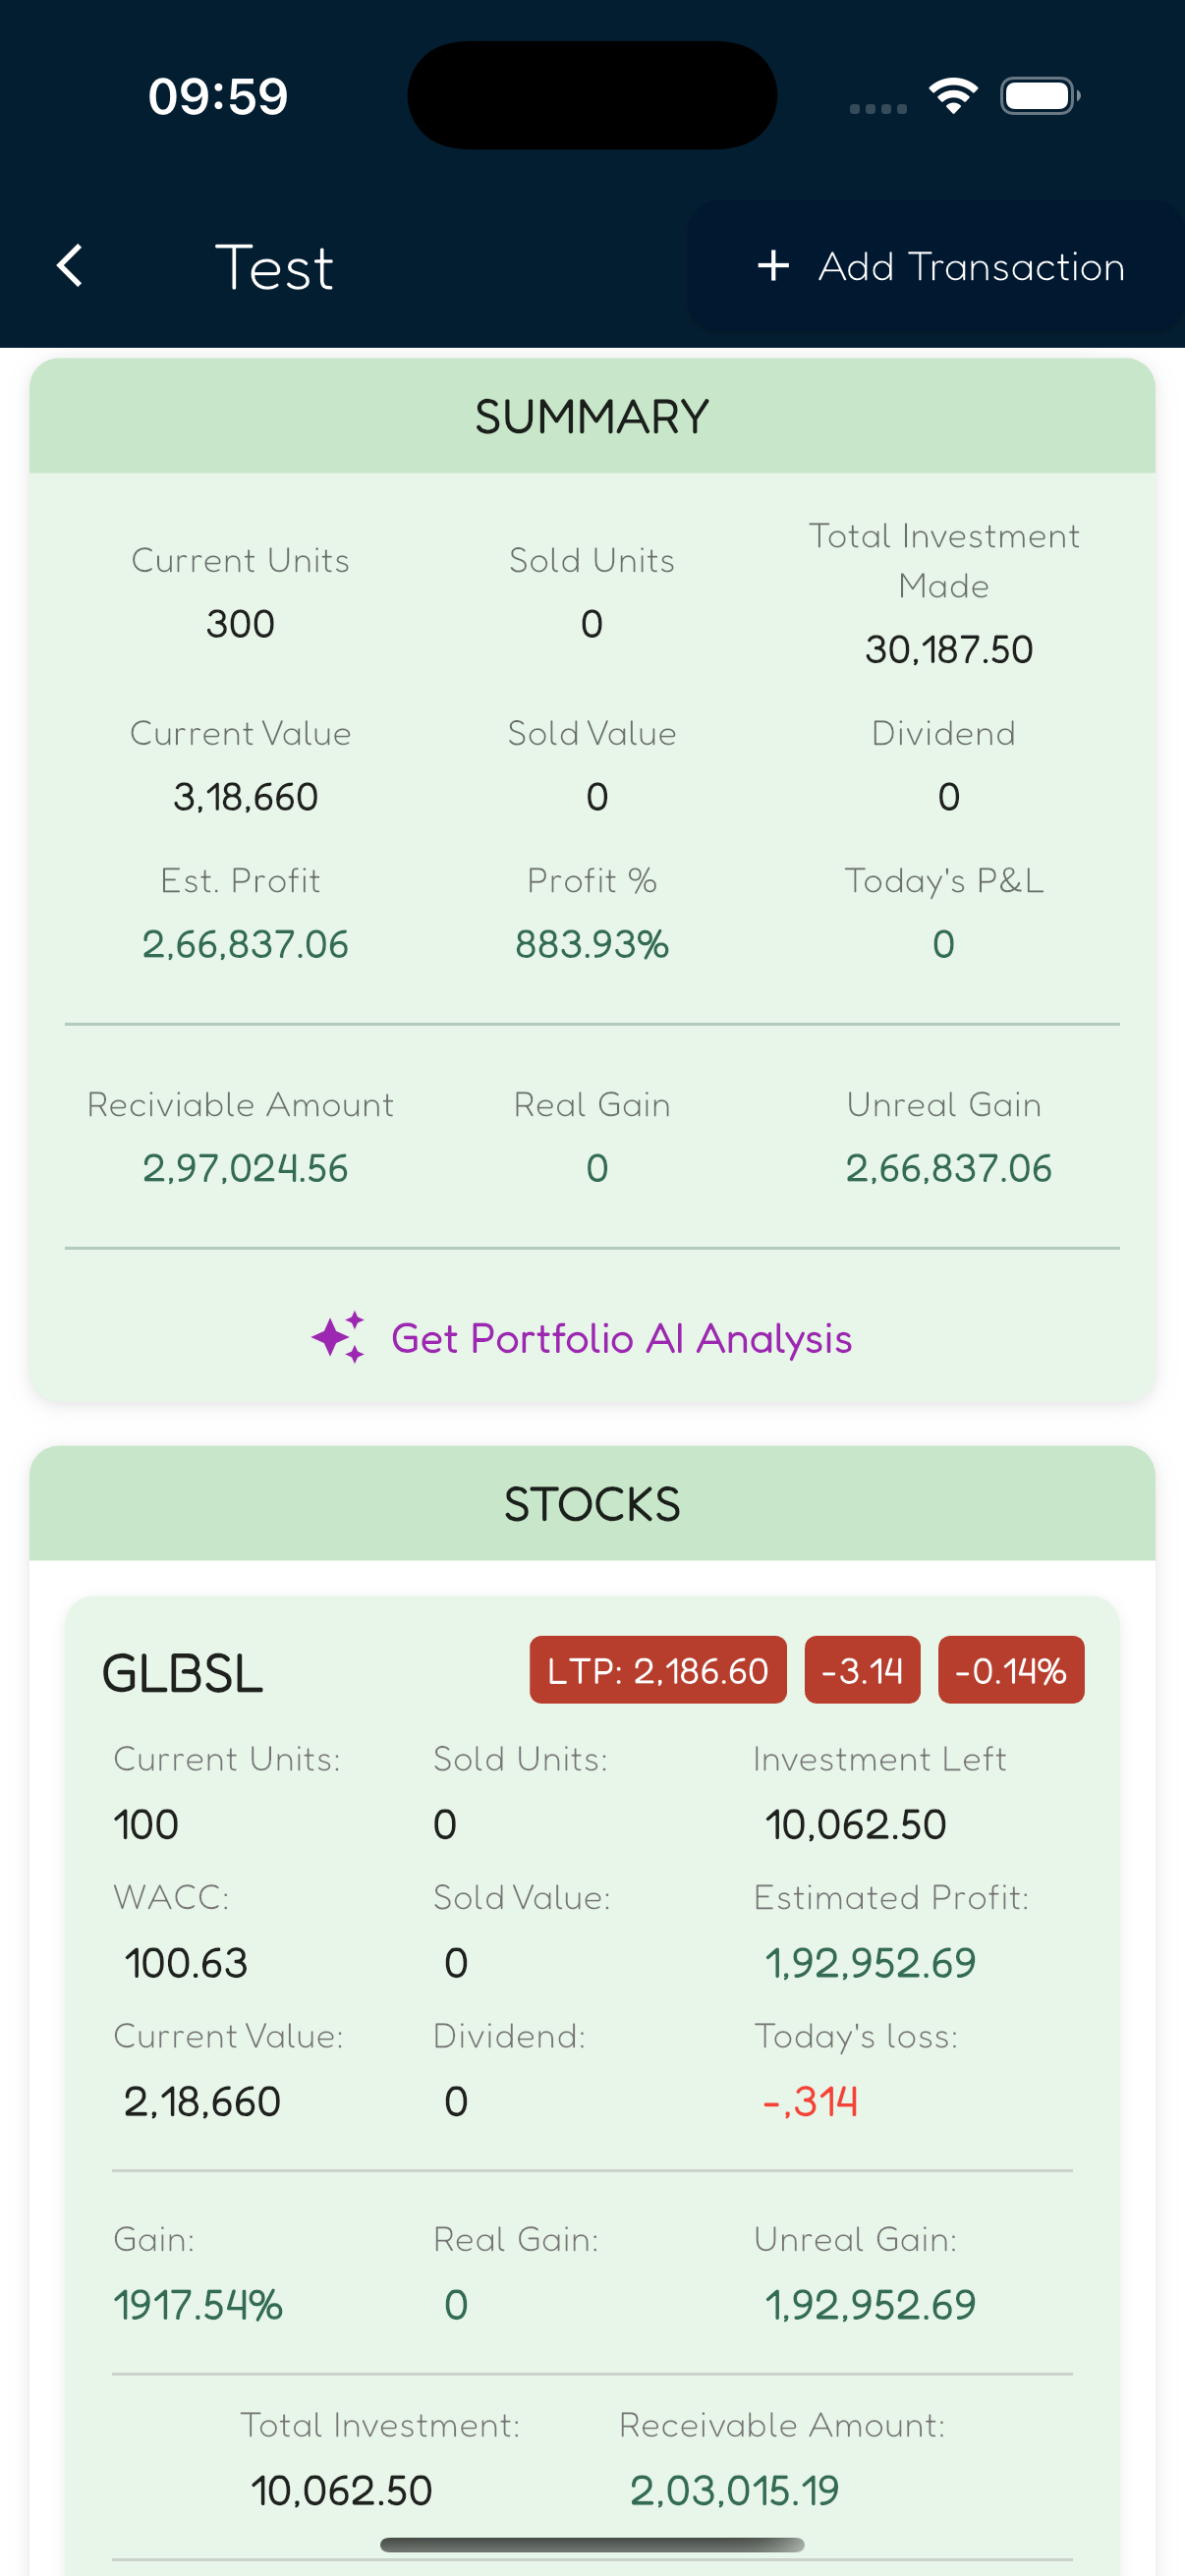 09:59
Test
+ Add Transaction
SUMMARY
Current Units
Sold Units
Total Investment
Made
300
0
30,187.50
Current Value
Sold Value
Dividend
3,18,660
0
0
Est. Profit
Profit %
Today's P&L
2,66,837.06
883.93%
0
Reciviable Amount
Real Gain
Unreal Gain
2,97,024.56
0
2,66,837.06
Get Portfolio AI Analysis
STOCKS
GLBSL
LTP: 2,186.60
-3.14
-0.14%
Current Units:
Sold Units:
Investment Left
100
0
10,062.50
WACC:
Sold Value:
Estimated Profit:
100.63
0
1,92,952.69
Current Value:
Dividend:
Today's loss:
2,18,660
0
-,314
Gain:
Real Gain:
Unreal Gain:
1917.54%
0
1,92,952.69
Total Investment:
Receivable Amount:
10,062.50
2,03,015.19